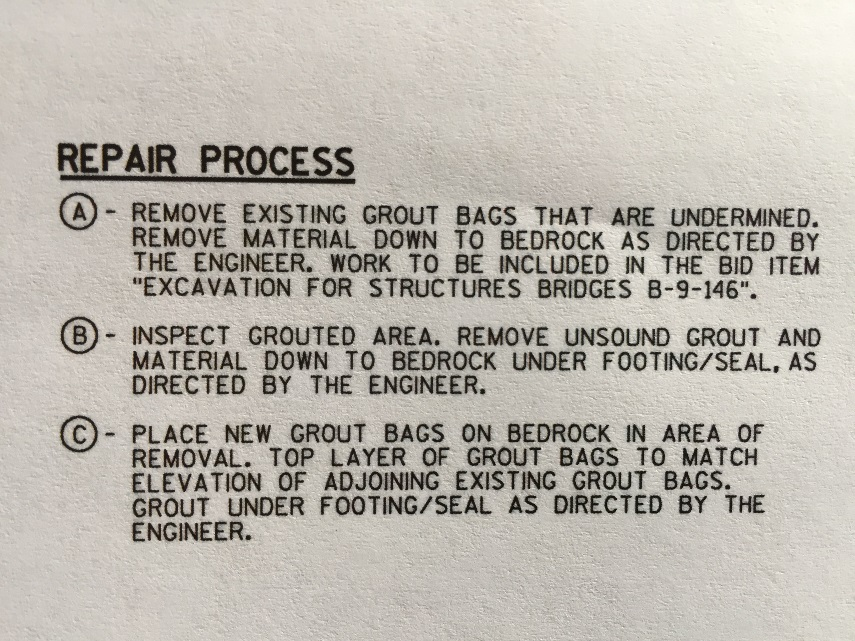 REPAIR PROCESS
A - REMOVE EXISTING GROUT BAGS THAT ARE UNDERMINED.
REMOVE MATERIAL DOWN TO BEDROCK AS DIRECTED BY
THE ENGINEER. WORK TO BE INCLUDED IN THE BID ITEM
"EXCAVATION FOR STRUCTURES BRIDGES B-9-146".
B - INSPECT GROUTED AREA. REMOVE UNSOUND GROUT AND
MATERIAL DOWN TO BEDROCK UNDER FOOTING/SEAL, AS
DIRECTED BY THE ENGINEER.
C - PLACE NEW GROUT BAGS ON BEDROCK IN AREA OF
REMOVAL. TOP LAYER OF GROUT BAGS TO MATCH
ELEVATION OF ADJOINING EXISTING GROUT BAGS.
GROUT UNDER FOOTING/SEAL AS DIRECTED BY THE
ENGINEER.